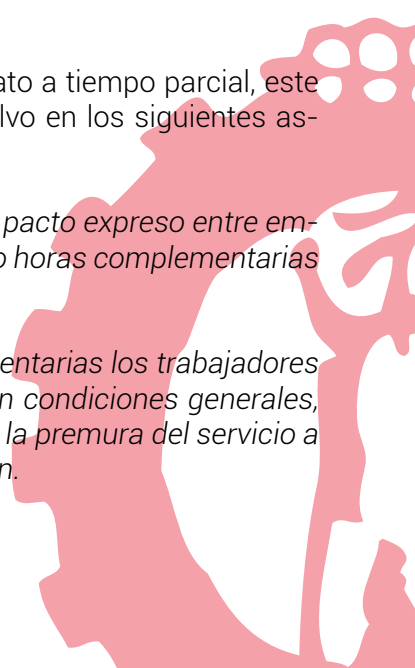 ato a tiempo parcial, este
lvo en los siguientes as-
pacto expreso entre em-
o horas complementarias
entarias los trabajadores
n condiciones generales,
la premura del servicio a
n.